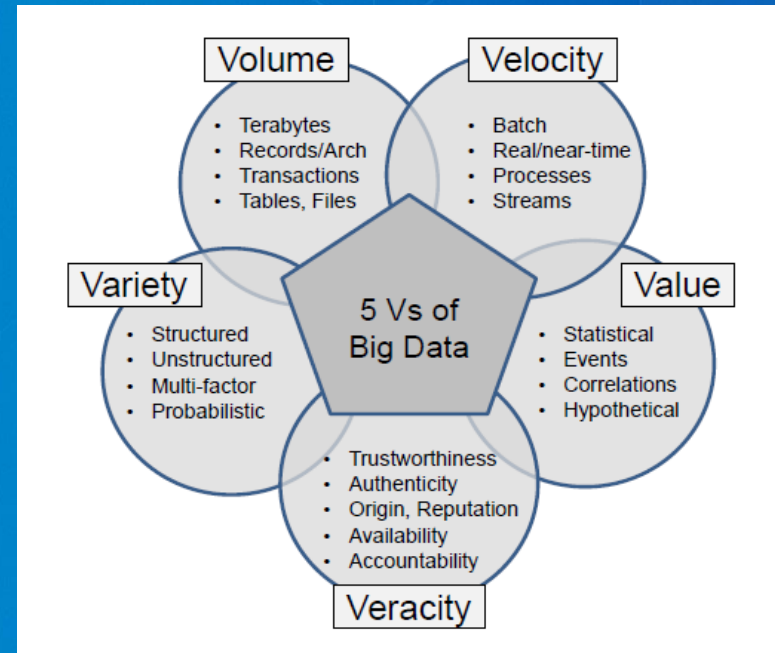 Volume
• Terabytes
• Records/Arch
• Transactions
• Tables, Files
Velocity
• Batch
• Real/near-time
• Processes
• Streams
Variety
• Structured
• Unstructured
• Multi-factor
• Probabilistic
5 Vs of
Big Data
Value
• Statistical
• Events
• Correlations
• Hypothetical
• Trustworthiness
• Authenticity
• Origin, Reputation
• Availability
• Accountability
Veracity